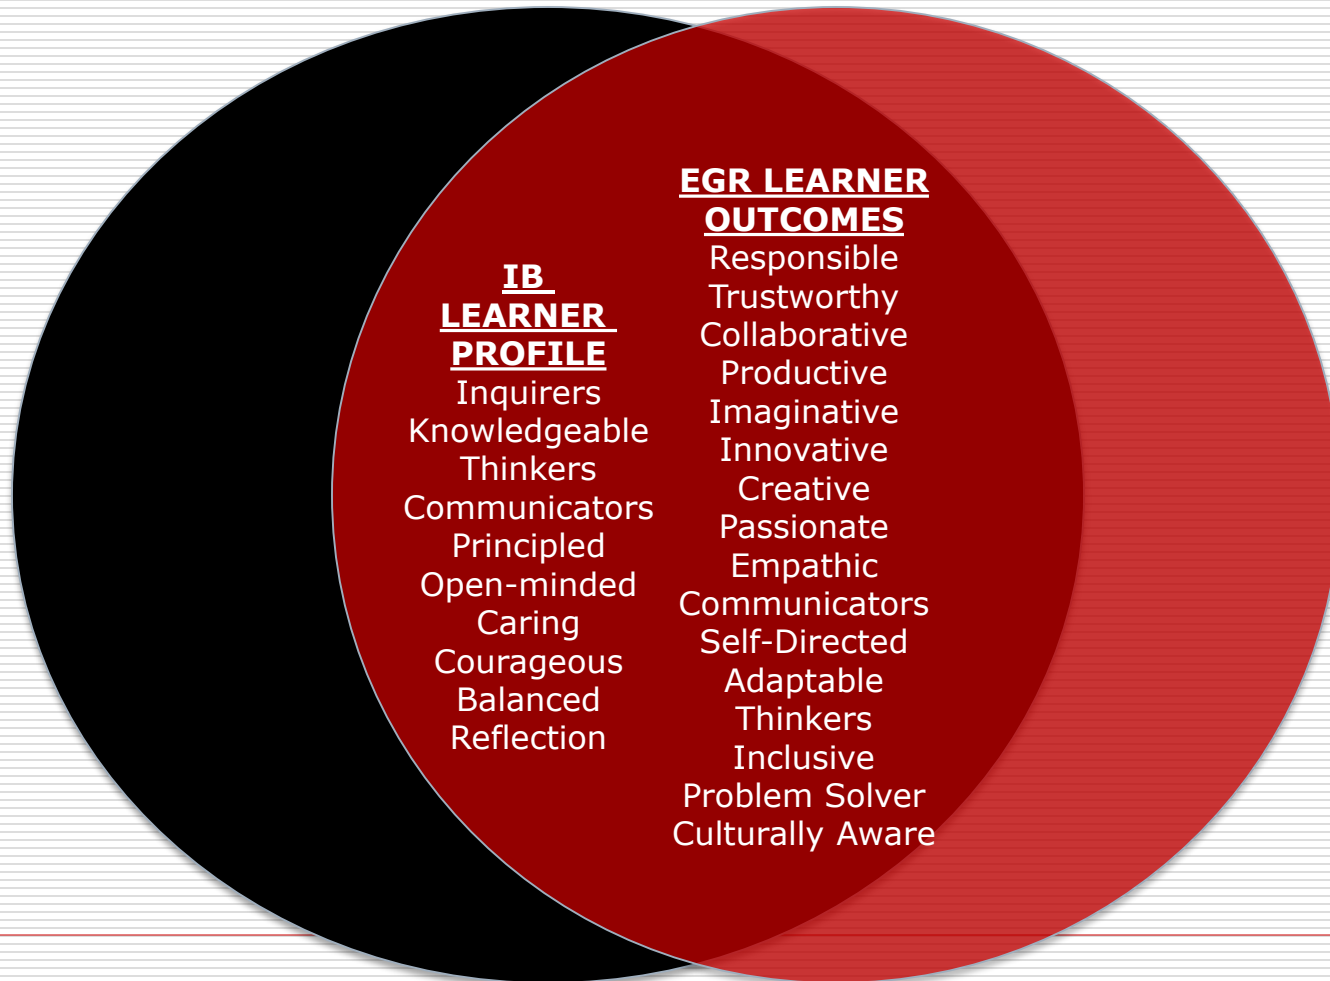 IB
LEARNER
PROFILE
Inquirers
Knowledgeable
Thinkers
Communicators
Principled
Open-minded
Caring
Courageous
Balanced
Reflection
EGR LEARNER
OUTCOMES
Responsible
Trustworthy
Collaborative
Productive
Imaginative
Innovative
Creative
Passionate
Empathic
Communicators
Self-Directed
Adaptable
Thinkers
Inclusive
Problem Solver
Culturally Aware